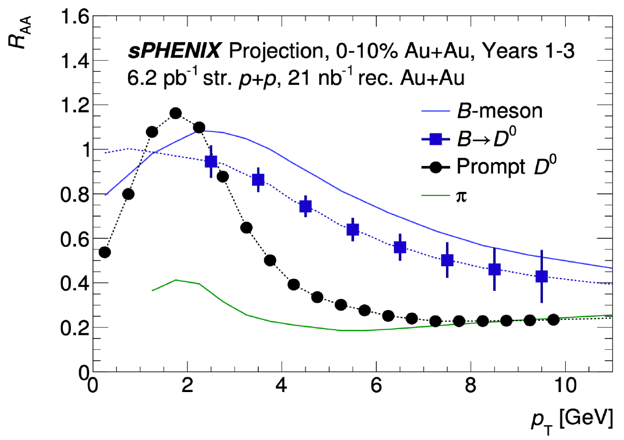 R_AA
1.6
1.4
1.2
1
0.8
0.6
0.4
0.2
0
sPHENIX Projection, 0-10% Au+Au, Years 1-3
6.2 pb⁻¹ str. p+p, 21 nb⁻¹ rec. Au+Au
B-meson
B→D⁰
Prompt D⁰
π
0 2 4 6 8 10
p_T [GeV]